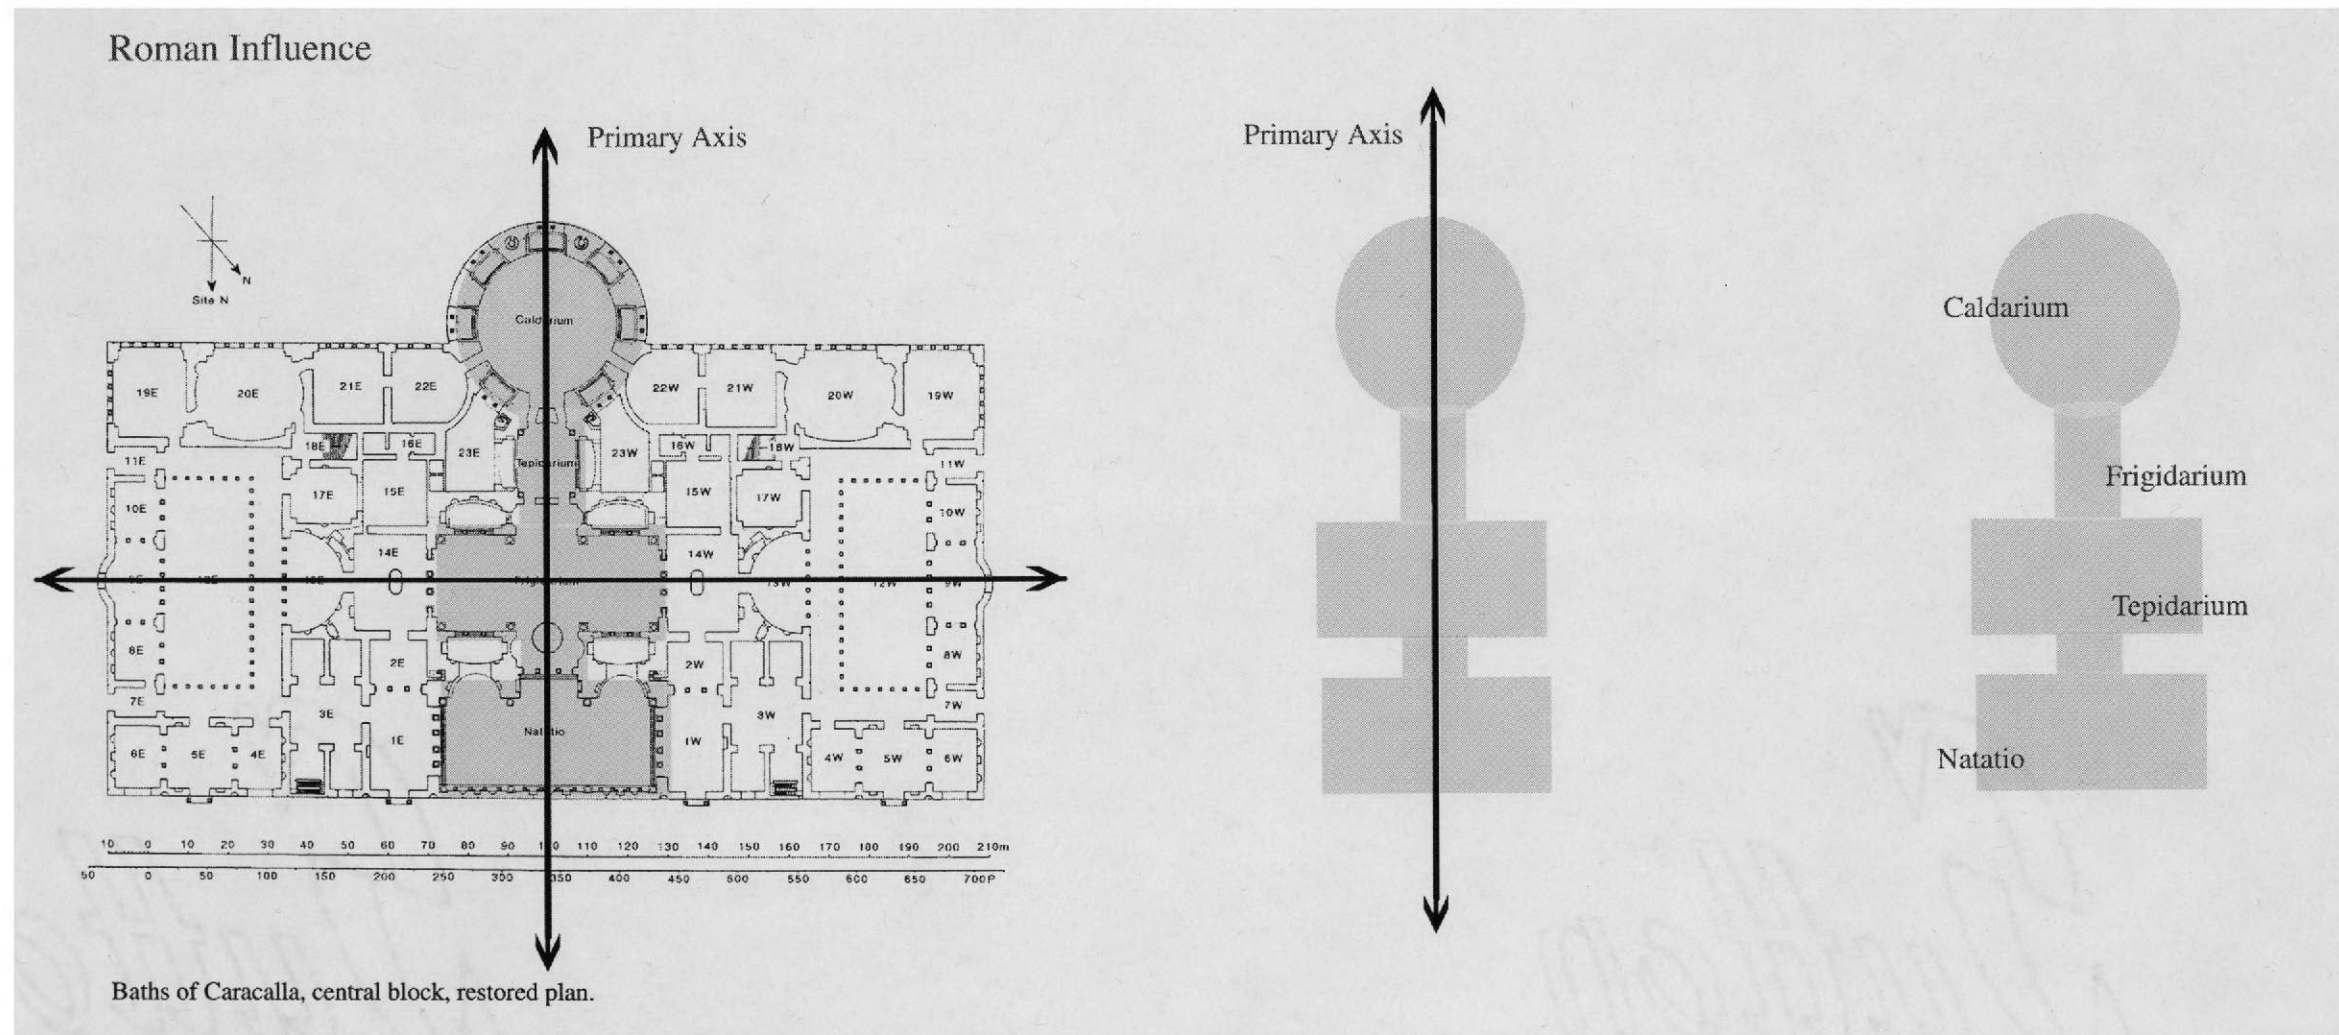 Roman Influence
Primary Axis
Primary Axis
N
Site N
Caldarium
Caldarium
19E
20E
21E
22E
22W
21W
20W
19W
18E
16E
16W
18W
11E
23E
Tepidarium
23W
11W
Frigidarium
17E
15E
15W
17W
10E
10W
14E
14W
Frigidarium
13W
12W
9W
Tepidarium
8E
2E
2W
8W
7E
7W
3E
3W
1E
Natatio
1W
Natatio
6E
5E
4E
4W
5W
6W
10 0 10 20 30 40 50 60 70 80 90 110 120 130 140 150 160 170 180 190 200 210m
50 0 50 100 150 200 250 300 350 400 450 500 550 600 650 700P
Baths of Caracalla, central block, restored plan.